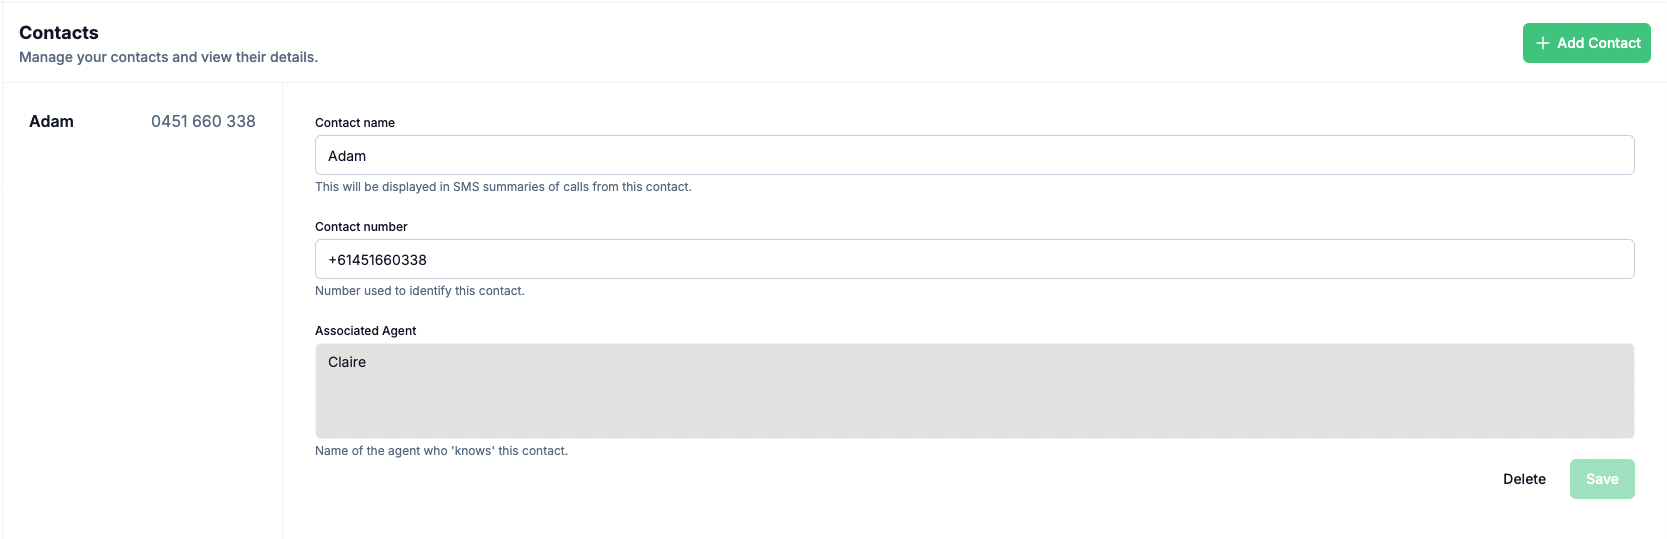 Contacts
Manage your contacts and view their details.
Add Contact
Adam 0451 660 338
Contact name
Adam
This will be displayed in SMS summaries of calls from this contact.
Contact number
+61451660338
Number used to identify this contact.
Associated Agent
Claire
Name of the agent who 'knows' this contact.
Delete Save